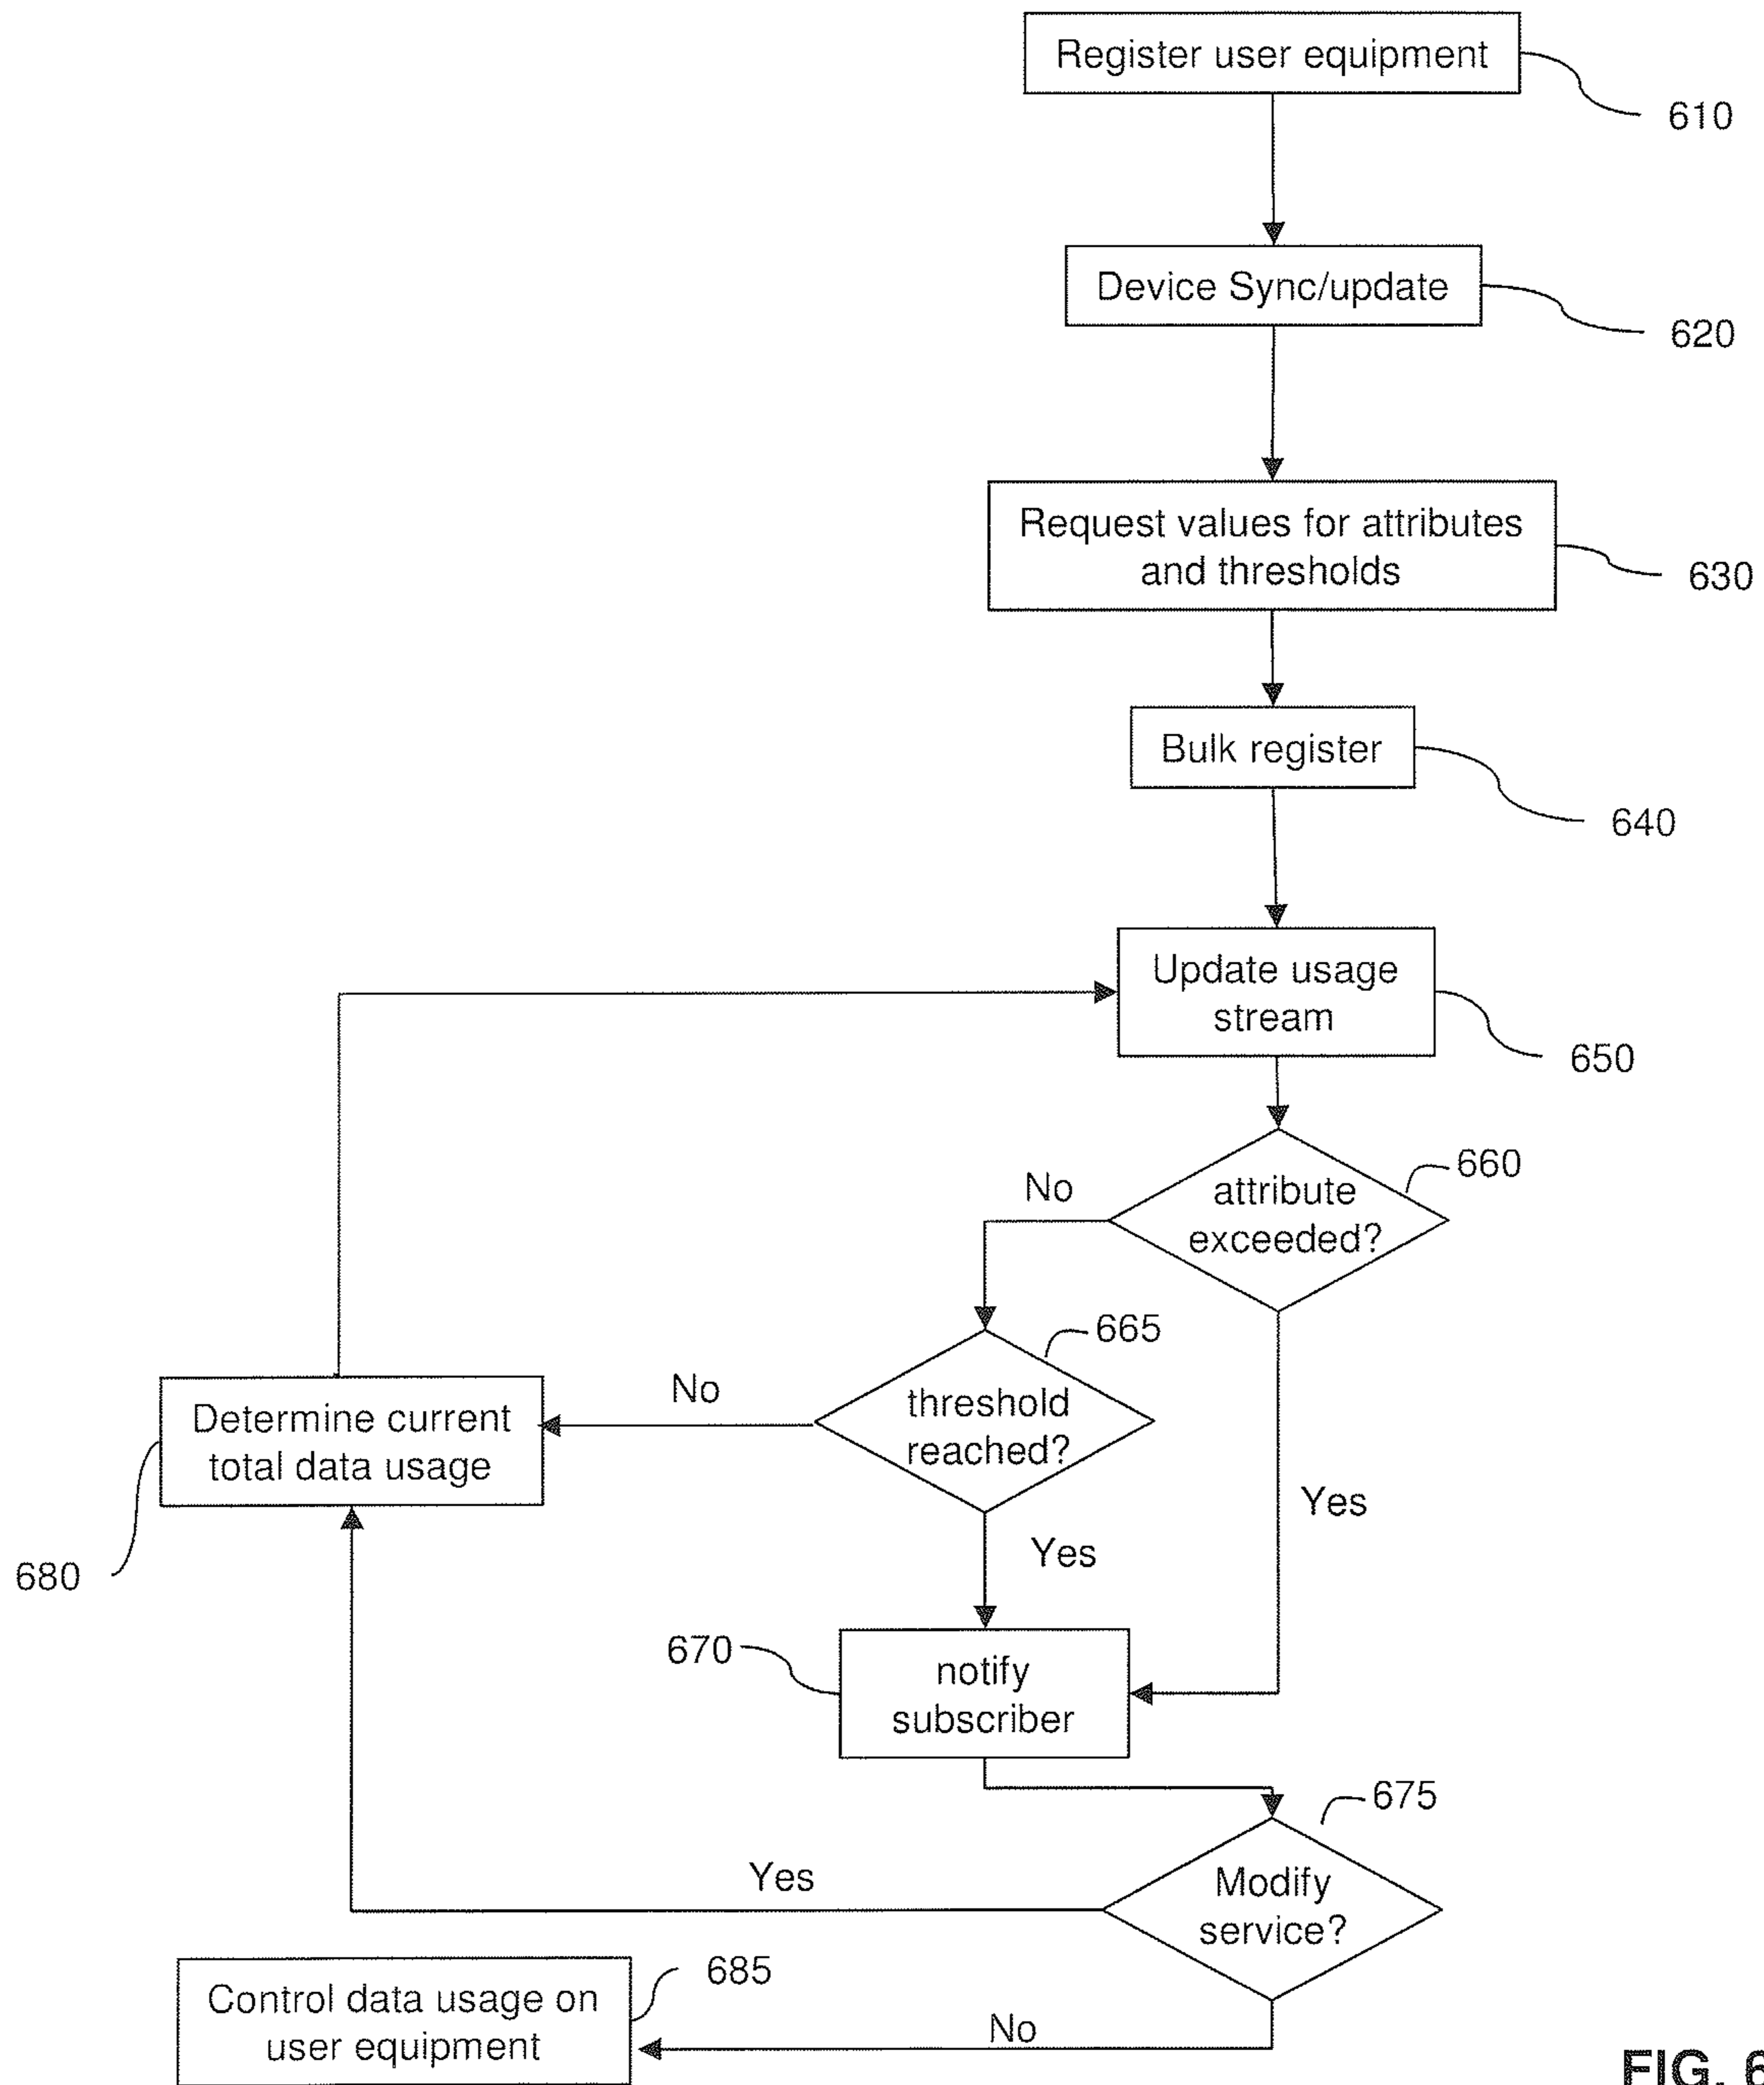 Register user equipment
610
Device Sync/update
620
Request values for attributes
and thresholds
630
Bulk register
640
Update usage
stream
650
attribute
exceeded?
660
No
threshold
reached?
665
No
Determine current
total data usage
680
Yes
Yes
notify
subscriber
670
Modify
service?
675
Yes
Control data usage on
user equipment
685
No
FIG. 6